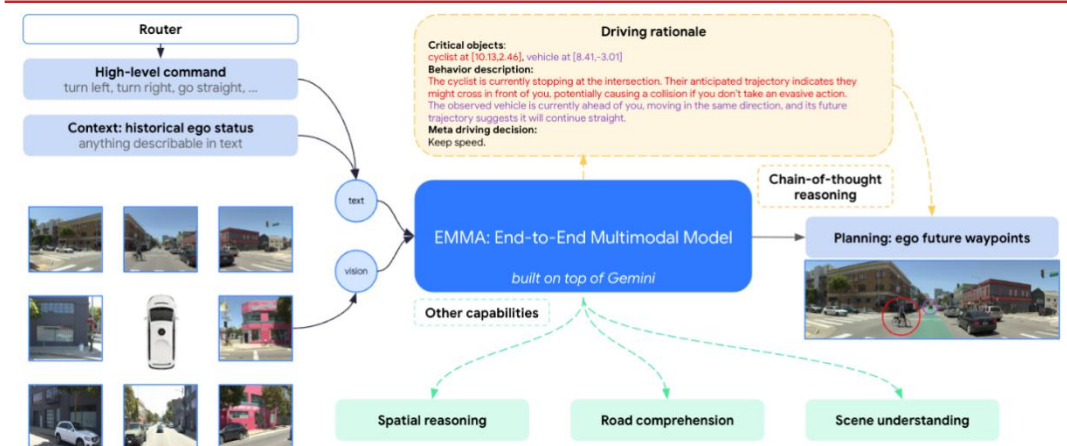 Router
High-level command
turn left, turn right, go straight, ...
Context: historical ego status
anything describable in text
text
vision
Driving rationale
Critical objects:
cyclist at [10.13,2.46], vehicle at [8.41,-3.01]
Behavior description:
The cyclist is currently stopping at the intersection. Their anticipated trajectory indicates they
might cross in front of you, potentially causing a collision if you don't take an evasive action.
The observed vehicle is currently ahead of you, moving in the same direction, and its future
trajectory suggests it will continue straight.
Meta driving decision:
Keep speed.
EMMA: End-to-End Multimodal Model
built on top of Gemini
Chain-of-thought
reasoning
Planning: ego future waypoints
Other capabilities
Spatial reasoning
Road comprehension
Scene understanding